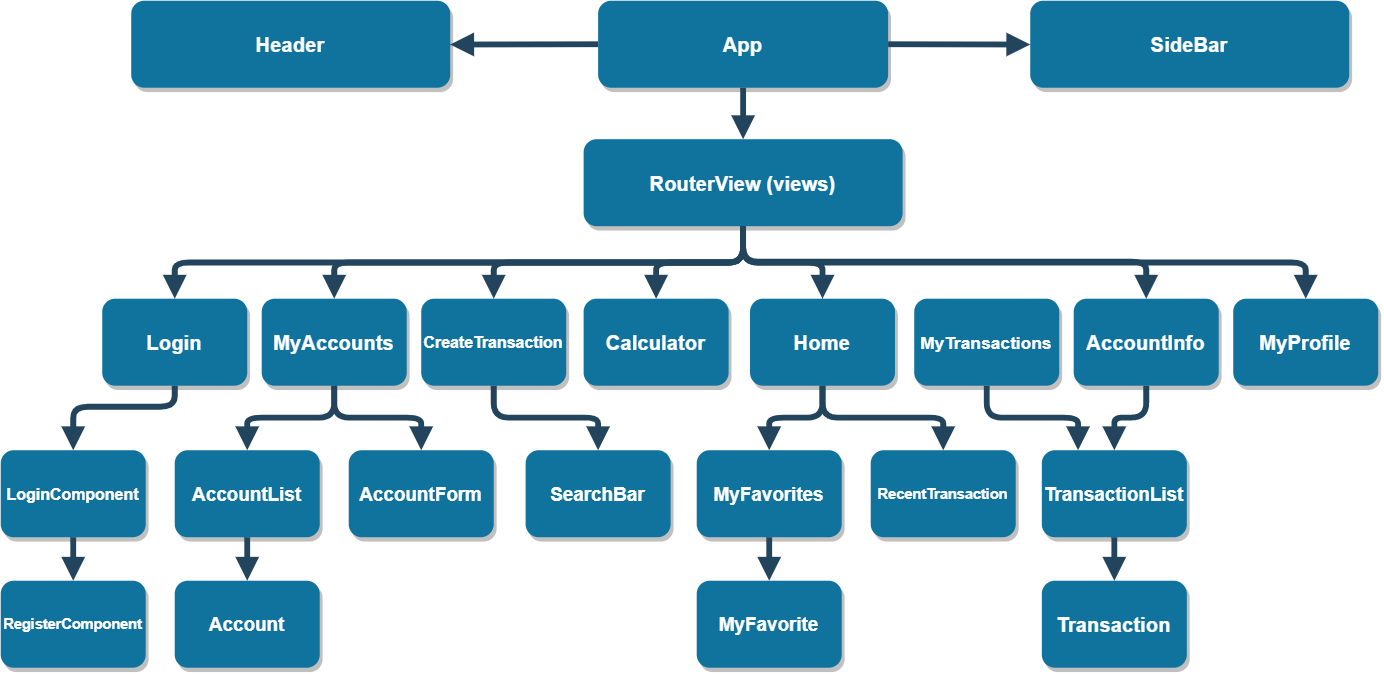 Header
App
SideBar
RouterView (views)
Login
MyAccounts
CreateTransaction
Calculator
Home
MyTransactions
AccountInfo
MyProfile
LoginComponent
AccountList
AccountForm
SearchBar
MyFavorites
RecentTransaction
TransactionList
RegisterComponent
Account
MyFavorite
Transaction